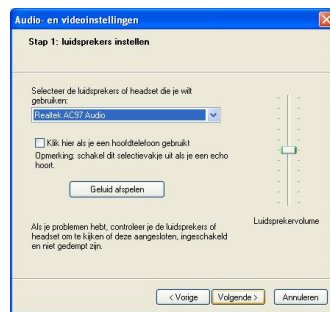 Audio- en videoinstellingen
Stap 1: luidsprekers instellen
Selecteer de luidsprekers of headset die je wilt
gebruiken:
Realtek AC97 Audio
Klik hier als je een hoofdtelefoon gebruikt
Opmerking: schakel dit selectievakje uit als je een echo
hoort.
Geluid afspelen
Luidsprekervolume
Als je problemen hebt, controleer je de luidsprekers of
headset om te kijken of deze aangesloten, ingeschakeld
en niet gedempt zijn.
< Vorige
Volgende >
Annuleren